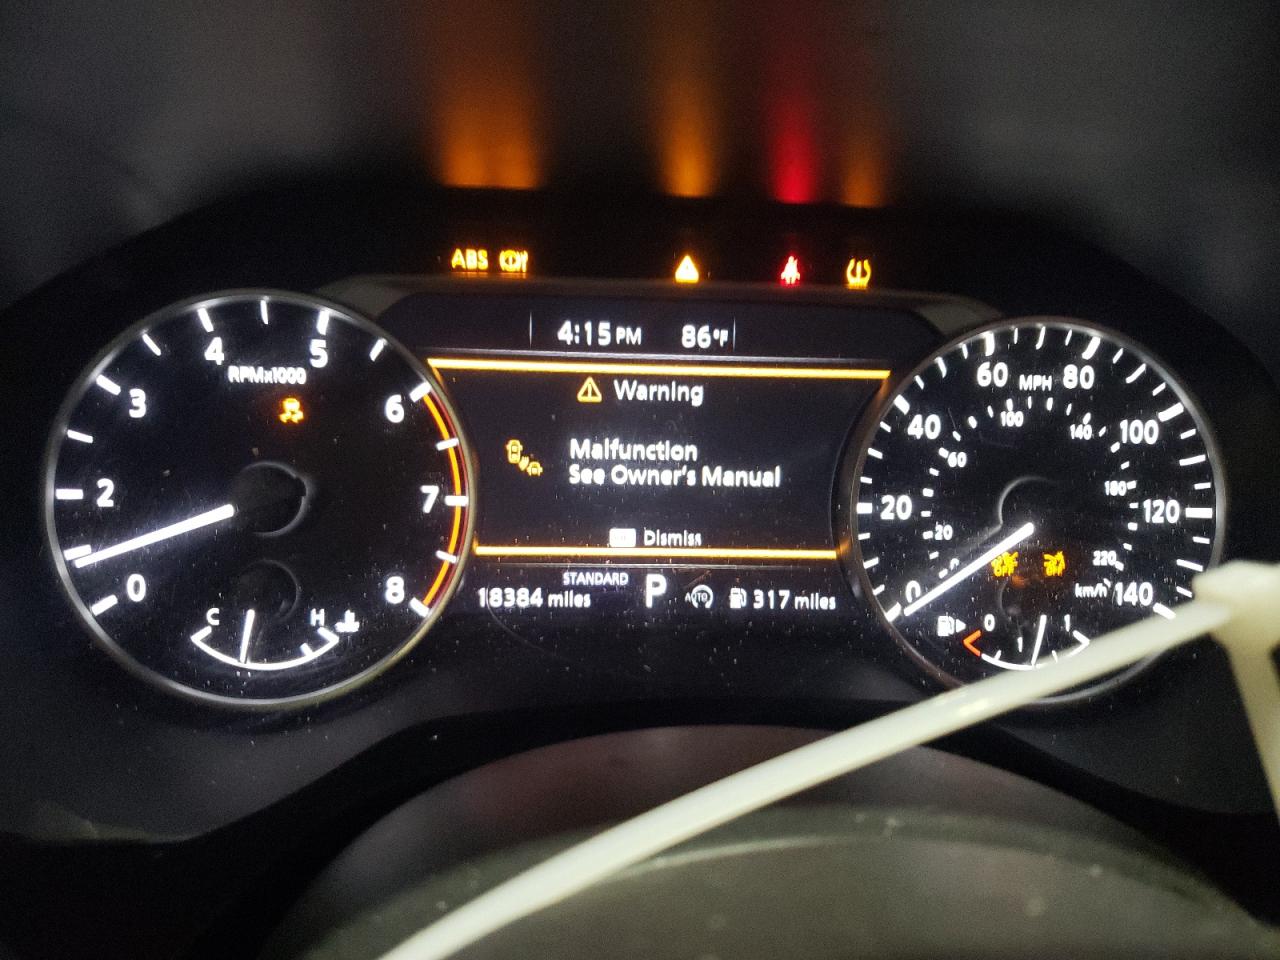 ABS
4:15 PM 86°F
Warning
Malfunction
See Owner's Manual
Dismiss
STANDARD P AUTO
18384 miles 317 miles
RPMx1000
0
2
3
4
5
6
7
8
C H
MPH
0
20
40
60
80
100
120
140
20
60
100
140
180
220
km/h
OFF
0 1 1